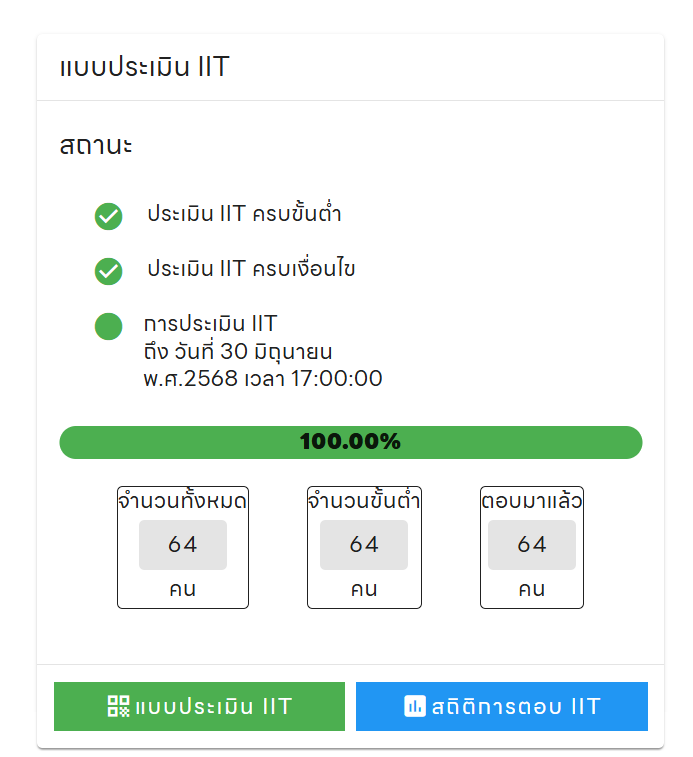 แบบประเมิน IIT
สถานะ
ประเมิน IIT ครบขั้นต่ำ
ประเมิน IIT ครบเงื่อนไข
การประเมิน IIT
ถึง วันที่ 30 มิถุนายน
พ.ศ.2568 เวลา 17:00:00
100.00%
จำนวนทั้งหมด
64
คน
จำนวนขั้นต่ำ
64
คน
ตอบมาแล้ว
64
คน
แบบประเมิน IIT
สถิติการตอบ IIT